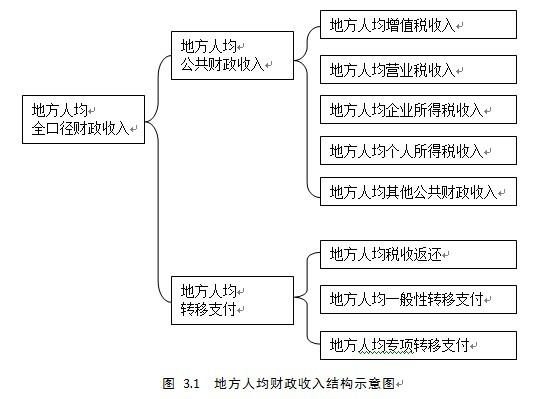 地方人均
全口径财政收入
地方人均
公共财政收入
地方人均增值税收入
地方人均营业税收入
地方人均企业所得税收入
地方人均个人所得税收入
地方人均其他公共财政收入
地方人均
转移支付
地方人均税收返还
地方人均一般性转移支付
地方人均专项转移支付
图 3.1 地方人均财政收入结构示意图